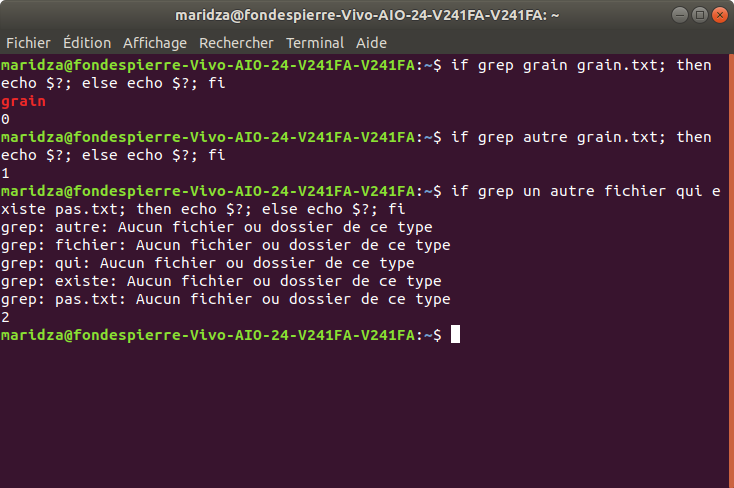 maridza@fondespierre-Vivo-AIO-24-V241FA-V241FA: ~
Fichier Édition Affichage Rechercher Terminal Aide
maridza@fondespierre-Vivo-AIO-24-V241FA-V241FA:~$ if grep grain grain.txt; then
echo $?; else echo $?; fi
grain
0
maridza@fondespierre-Vivo-AIO-24-V241FA-V241FA:~$ if grep autre grain.txt; then
echo $?; else echo $?; fi
1
maridza@fondespierre-Vivo-AIO-24-V241FA-V241FA:~$ if grep un autre fichier qui e
xiste pas.txt; then echo $?; else echo $?; fi
grep: autre: Aucun fichier ou dossier de ce type
grep: fichier: Aucun fichier ou dossier de ce type
grep: qui: Aucun fichier ou dossier de ce type
grep: existe: Aucun fichier ou dossier de ce type
grep: pas.txt: Aucun fichier ou dossier de ce type
2
maridza@fondespierre-Vivo-AIO-24-V241FA-V241FA:~$